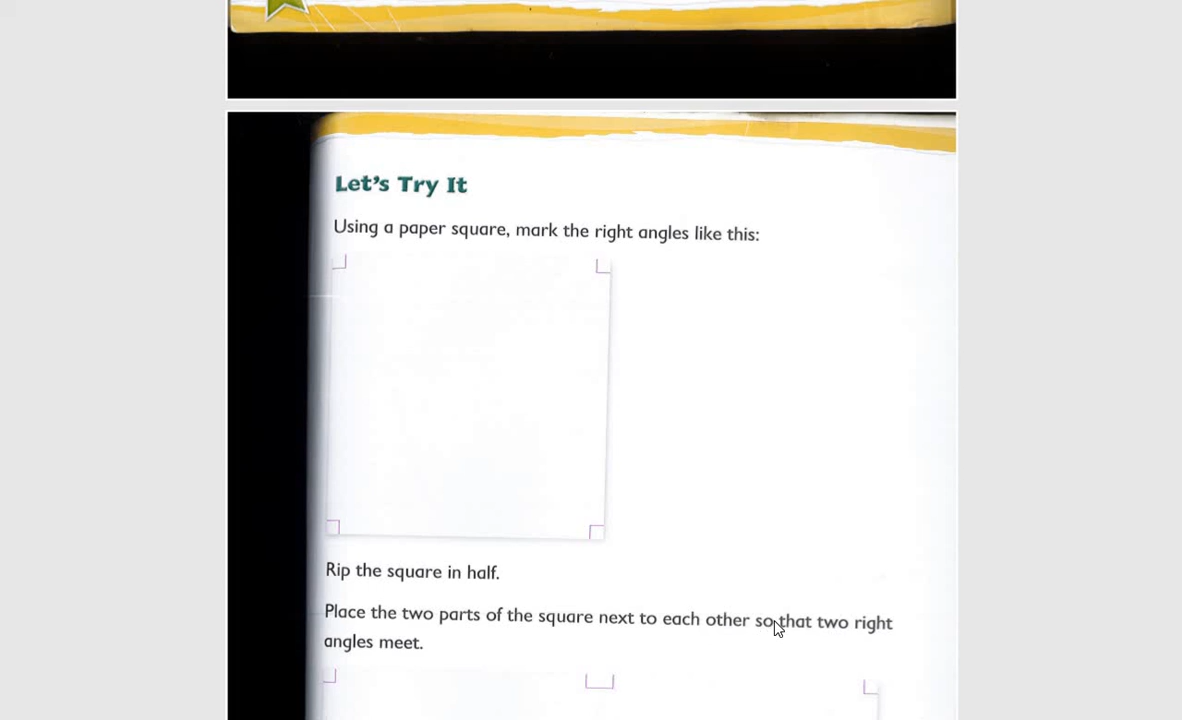 Let's Try It
Using a paper square, mark the right angles like this:
Rip the square in half.
Place the two parts of the square next to each other so that two right
angles meet.